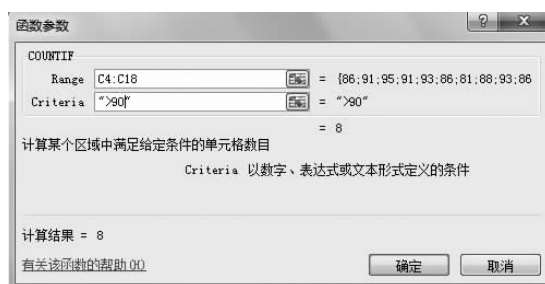 函数参数
COUNTIF
Range C4:C18 = {86;91;95;91;93;86;81;88;93;86
Criteria ">90" = ">90"
= 8
计算某个区域中满足给定条件的单元格数目
Criteria 以数字、表达式或文本形式定义的条件
计算结果 = 8
有关该函数的帮助(H) 确定 取消